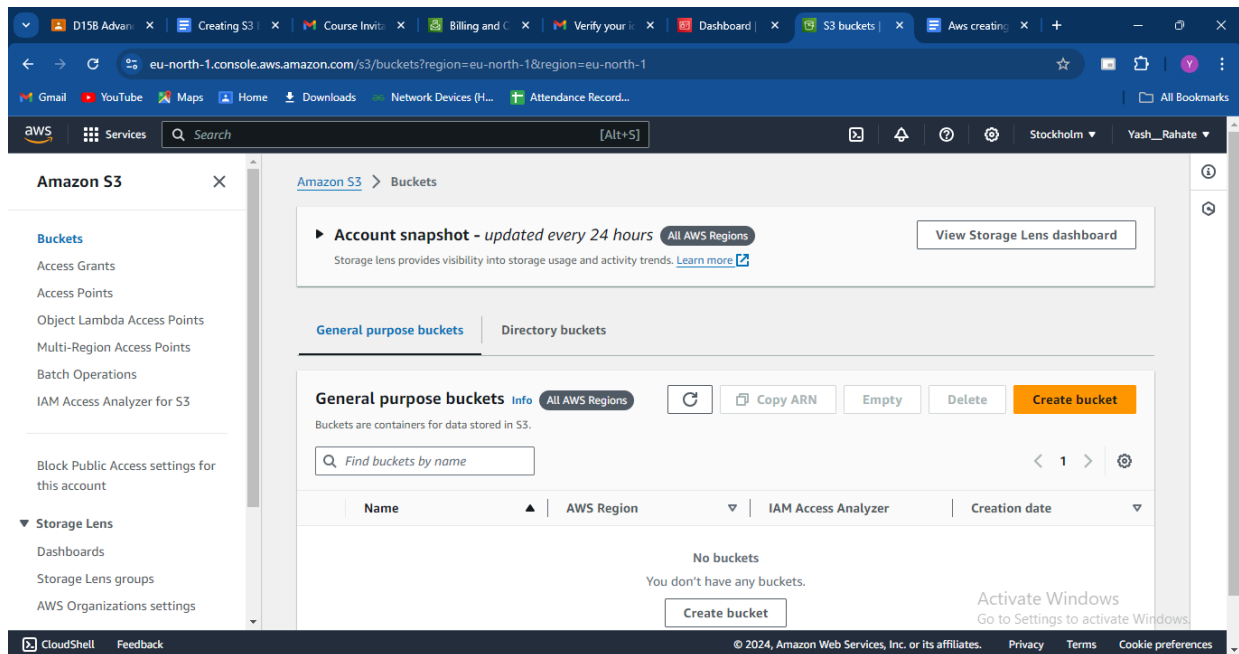 D15B Advan
Creating S3
Course Invita
Billing and C
Verify your ic
Dashboard |
S3 buckets |
Aws creating
eu-north-1.console.aws.amazon.com/s3/buckets?region=eu-north-1&region=eu-north-1
Y
Gmail YouTube Maps Home Downloads Network Devices (H... Attendance Record... All Bookmarks
aws Services Search [Alt+S] Stockholm Yash__Rahate
Amazon S3
Buckets
Access Grants
Access Points
Object Lambda Access Points
Multi-Region Access Points
Batch Operations
IAM Access Analyzer for S3
Block Public Access settings for
this account
Storage Lens
Dashboards
Storage Lens groups
AWS Organizations settings
Amazon S3 > Buckets
Account snapshot - updated every 24 hours All AWS Regions
View Storage Lens dashboard
Storage lens provides visibility into storage usage and activity trends. Learn more
General purpose buckets Directory buckets
General purpose buckets Info All AWS Regions
Copy ARN Empty Delete Create bucket
Buckets are containers for data stored in S3.
Find buckets by name
1
Name AWS Region IAM Access Analyzer Creation date
No buckets
You don't have any buckets.
Create bucket
Activate Windows
Go to Settings to activate Windows.
CloudShell Feedback © 2024, Amazon Web Services, Inc. or its affiliates. Privacy Terms Cookie preferences